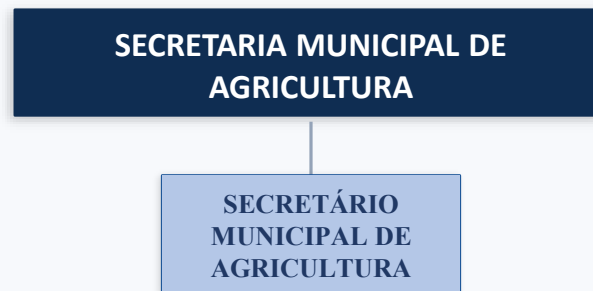 SECRETARIA MUNICIPAL DE
AGRICULTURA
SECRETÁRIO
MUNICIPAL DE
AGRICULTURA